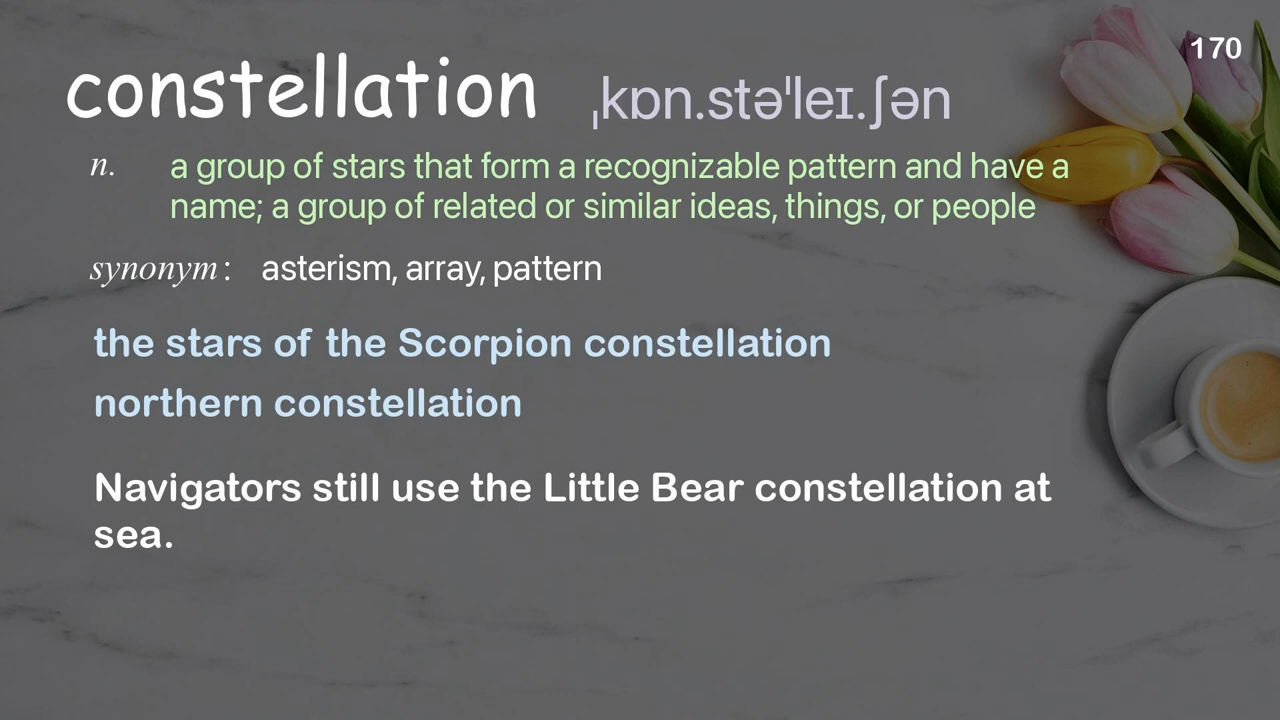 170
constellation ˌkɒn.stəˈleɪ.ʃən
n. a group of stars that form a recognizable pattern and have a
name; a group of related or similar ideas, things, or people
synonym: asterism, array, pattern
the stars of the Scorpion constellation
northern constellation
Navigators still use the Little Bear constellation at
sea.